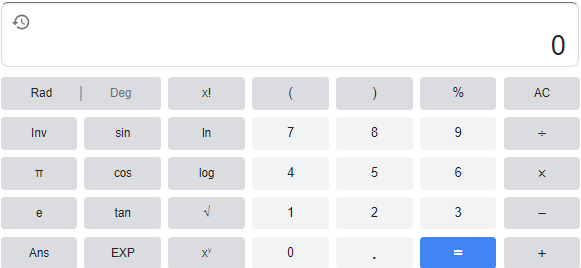 0
Rad | Deg x! ( ) % AC
Inv sin ln 7 8 9 ÷
π cos log 4 5 6 ×
e tan √ 1 2 3 −
Ans EXP xʸ 0 . = +